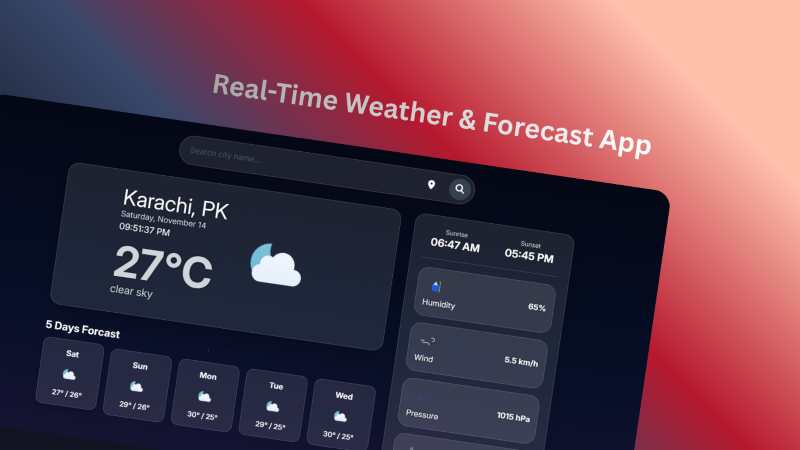 Real-Time Weather & Forecast App
Search city name...
Karachi, PK
Saturday, November 14
09:51:37 PM
27°C
clear sky
Sunrise
06:47 AM
Sunset
05:45 PM
Humidity
65%
Wind
5.5 km/h
Pressure
1015 hPa
5 Days Forcast
Sat
27° / 26°
Sun
29° / 26°
Mon
30° / 25°
Tue
29° / 25°
Wed
30° / 25°